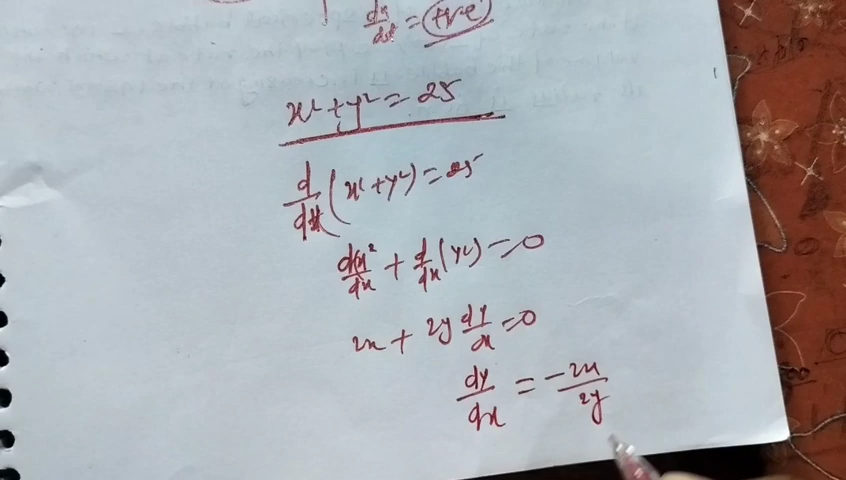 dy/dx = +ve
x² + y² = 25
d/dx (x² + y²) = 25
dx²/dx + d/dx (y²) = 0
2x + 2y dy/dx = 0
dy/dx = -2x/2y